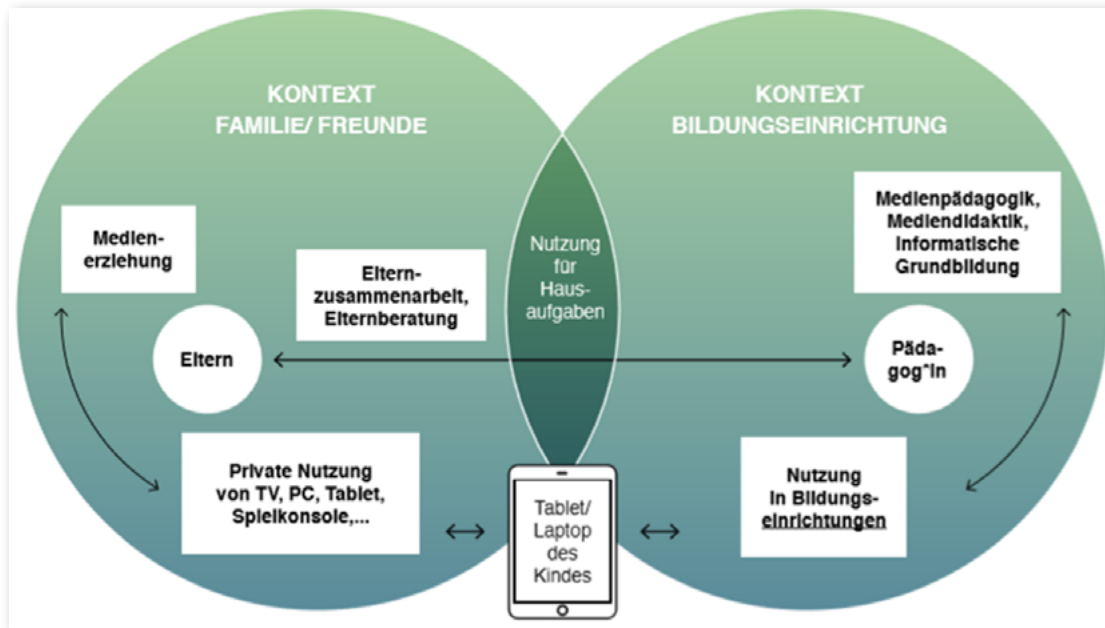 KONTEXT
FAMILIE/ FREUNDE
KONTEXT
BILDUNGSEINRICHTUNG
Medien-
erziehung
Eltern-
zusammenarbeit,
Elternberatung
Nutzung
für
Haus-
aufgaben
Medienpädagogik,
Mediendidaktik,
Informatische
Grundbildung
Eltern
Päda-
gog*in
Private Nutzung
von TV, PC, Tablet,
Spielkonsole,...
Tablet/
Laptop
des
Kindes
Nutzung
in Bildungs-
einrichtungen